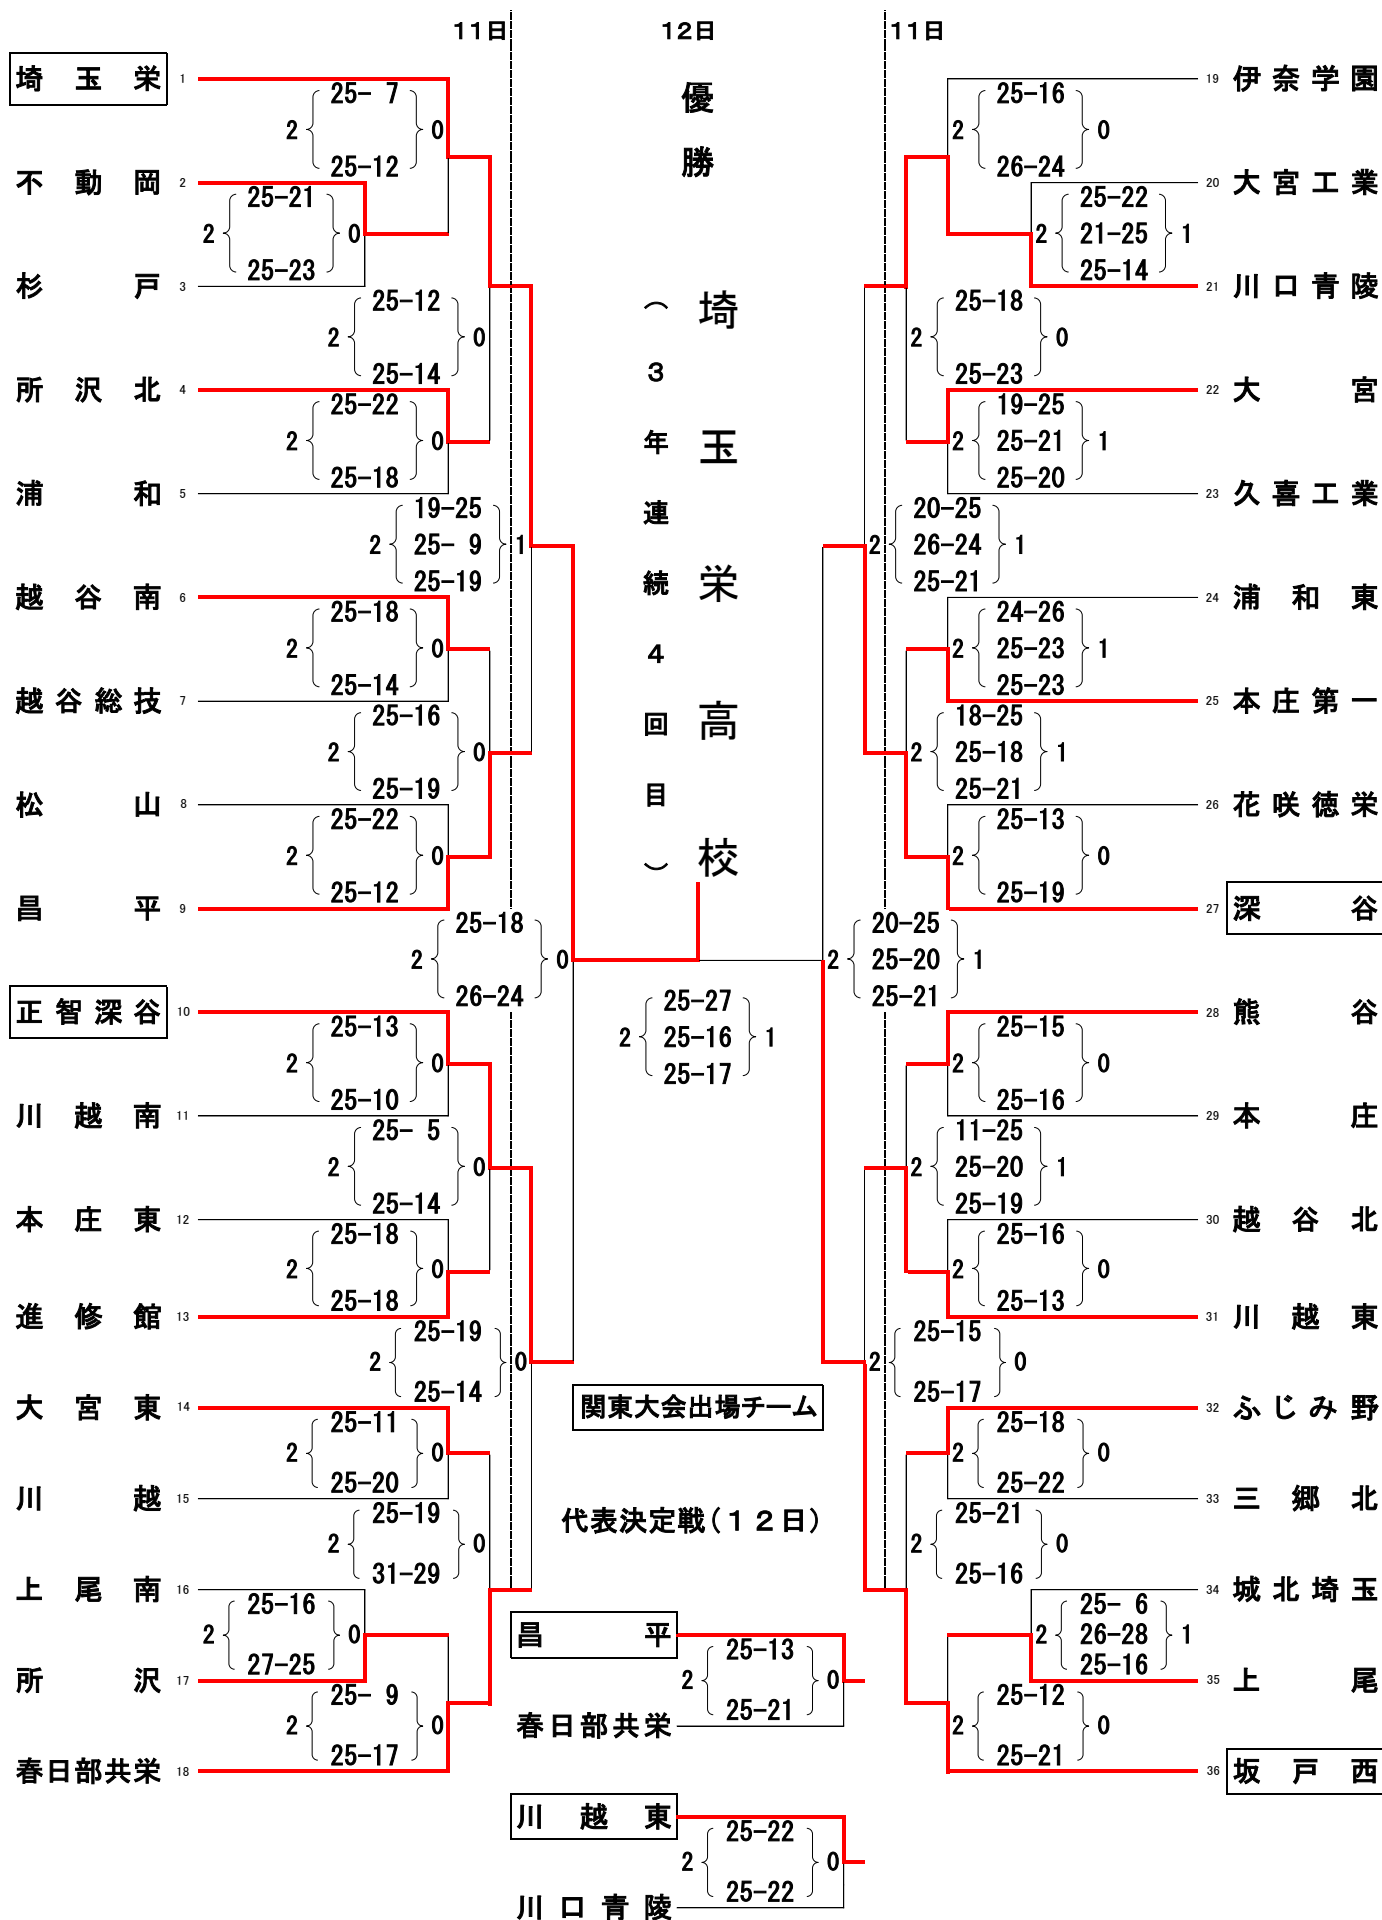 11日
12日
11日
優勝
埼玉栄高校
（3年連続4回目）
埼玉栄 1
25- 7
2 0
25-12
不動岡 2
25-21
2 0
25-23
杉戸 3
25-12
2 0
25-14
所沢北 4
25-22
2 0
25-18
浦和 5
19-25
2 25- 9 1
25-19
越谷南 6
25-18
2 0
25-14
越谷総技 7
25-16
2 0
25-19
松山 8
25-22
2 0
25-12
昌平 9
25-18
2 0
26-24
正智深谷 10
25-13
2 0
25-10
川越南 11
25- 5
2 0
25-14
本庄東 12
25-18
2 0
25-18
進修館 13
25-19
2 0
25-14
大宮東 14
25-11
2 0
25-20
川越 15
25-19
2 0
31-29
上尾南 16
25-16
2 0
27-25
所沢 17
25- 9
2 0
25-17
春日部共栄 18
25-27
2 25-16 1
25-17
19 伊奈学園
25-16
2 0
26-24
20 大宮工業
25-22
2 21-25 1
25-14
21 川口青陵
25-18
2 0
25-23
22 大宮
19-25
2 25-21 1
25-20
23 久喜工業
20-25
2 26-24 1
25-21
24 浦和東
24-26
2 25-23 1
25-23
25 本庄第一
18-25
2 25-18 1
25-21
26 花咲徳栄
25-13
2 0
25-19
27 深谷
20-25
2 25-20 1
25-21
28 熊谷
25-15
2 0
25-16
29 本庄
11-25
2 25-20 1
25-19
30 越谷北
25-16
2 0
25-13
31 川越東
25-15
2 0
25-17
32 ふじみ野
25-18
2 0
25-22
33 三郷北
25-21
2 0
25-16
34 城北埼玉
25- 6
2 26-28 1
25-16
35 上尾
25-12
2 0
25-21
36 坂戸西
関東大会出場チーム
代表決定戦（12日）
昌平
25-13
2 0
25-21
春日部共栄
川越東
25-22
2 0
25-22
川口青陵